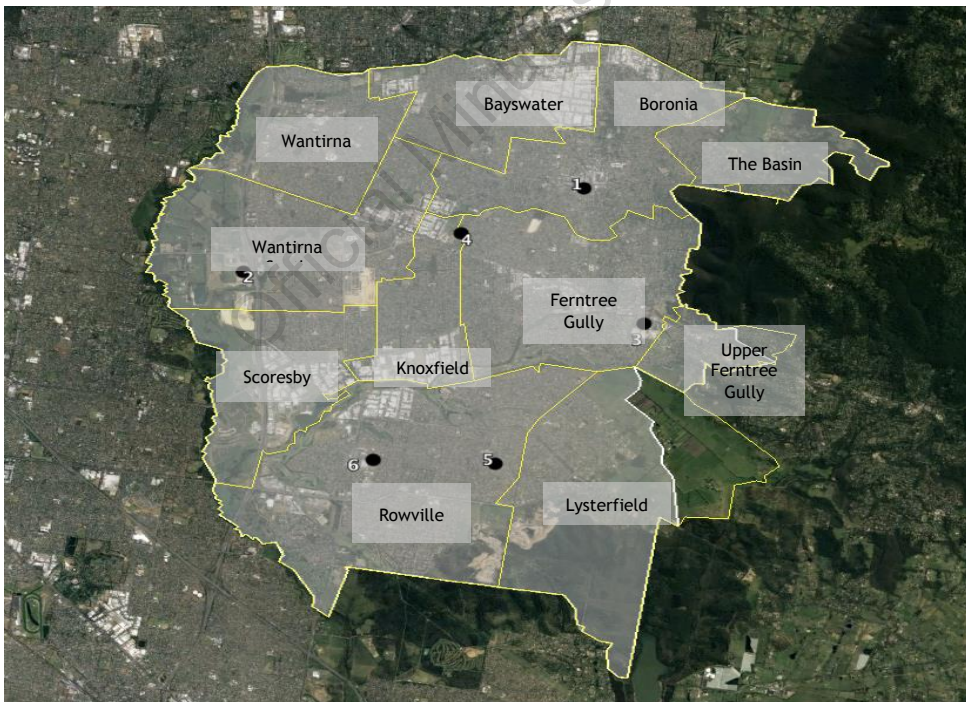 Bayswater
Boronia
Wantirna
The Basin
1
4
Wantirna
2
Ferntree
Gully
3
Upper
Ferntree
Gully
Knoxfield
Scoresby
5
6
Rowville
Lysterfield
Official